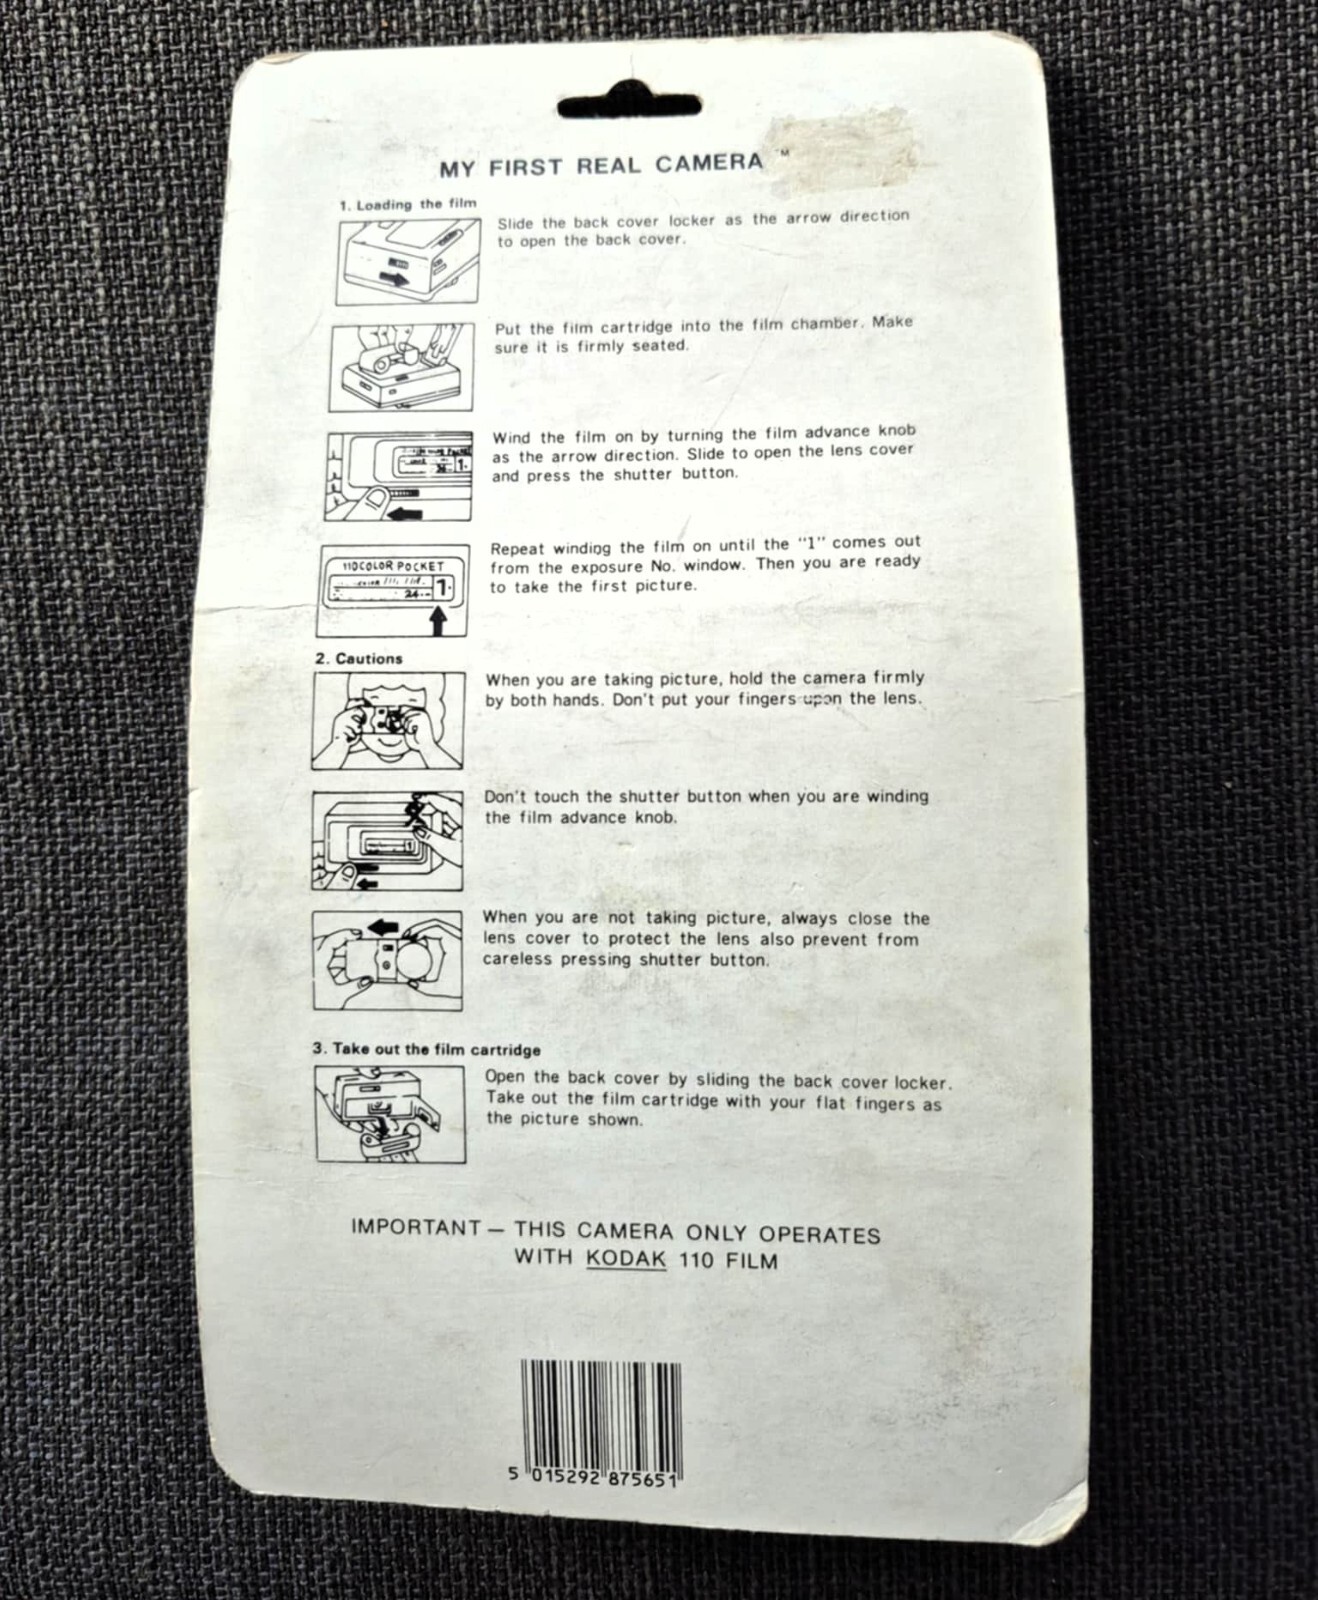 MY FIRST REAL CAMERA ™
1. Loading the film
Slide the back cover locker as the arrow direction
to open the back cover.
Put the film cartridge into the film chamber. Make
sure it is firmly seated.
Wind the film on by turning the film advance knob
as the arrow direction. Slide to open the lens cover
and press the shutter button.
1.
Repeat winding the film on until the "1" comes out
from the exposure No. window. Then you are ready
to take the first picture.
110COLOR POCKET
24 1.
2. Cautions
When you are taking picture, hold the camera firmly
by both hands. Don't put your fingers upon the lens.
Don't touch the shutter button when you are winding
the film advance knob.
When you are not taking picture, always close the
lens cover to protect the lens also prevent from
careless pressing shutter button.
3. Take out the film cartridge
Open the back cover by sliding the back cover locker.
Take out the film cartridge with your flat fingers as
the picture shown.
IMPORTANT — THIS CAMERA ONLY OPERATES
WITH KODAK 110 FILM
5 015292 875651